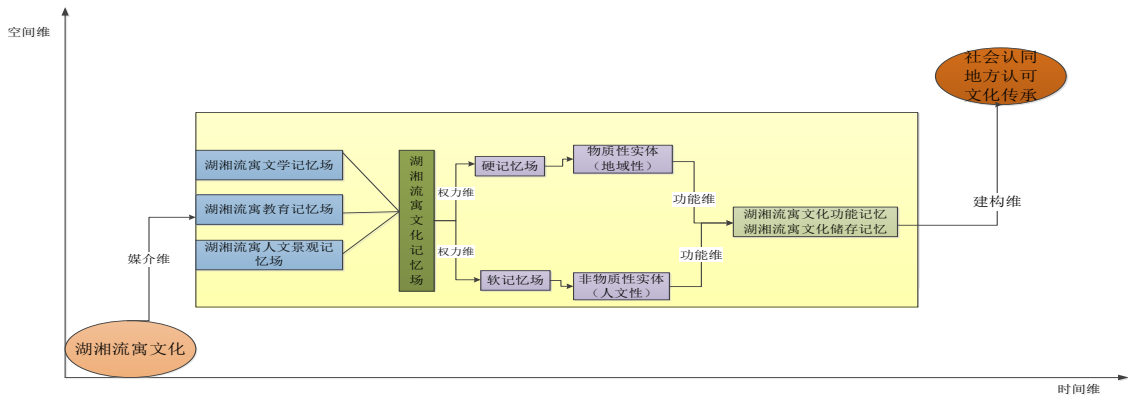 空间维
社会认同
地方认可
文化传承
湖湘流寓文学记忆场
湖湘流寓教育记忆场
湖湘流寓人文景观记
忆场
湖湘流寓文化记忆场
权力维
权力维
硬记忆场
软记忆场
物质性实体
（地域性）
非物质性实体
（人文性）
功能维
功能维
湖湘流寓文化功能记忆
湖湘流寓文化储存记忆
建构维
媒介维
湖湘流寓文化
时间维